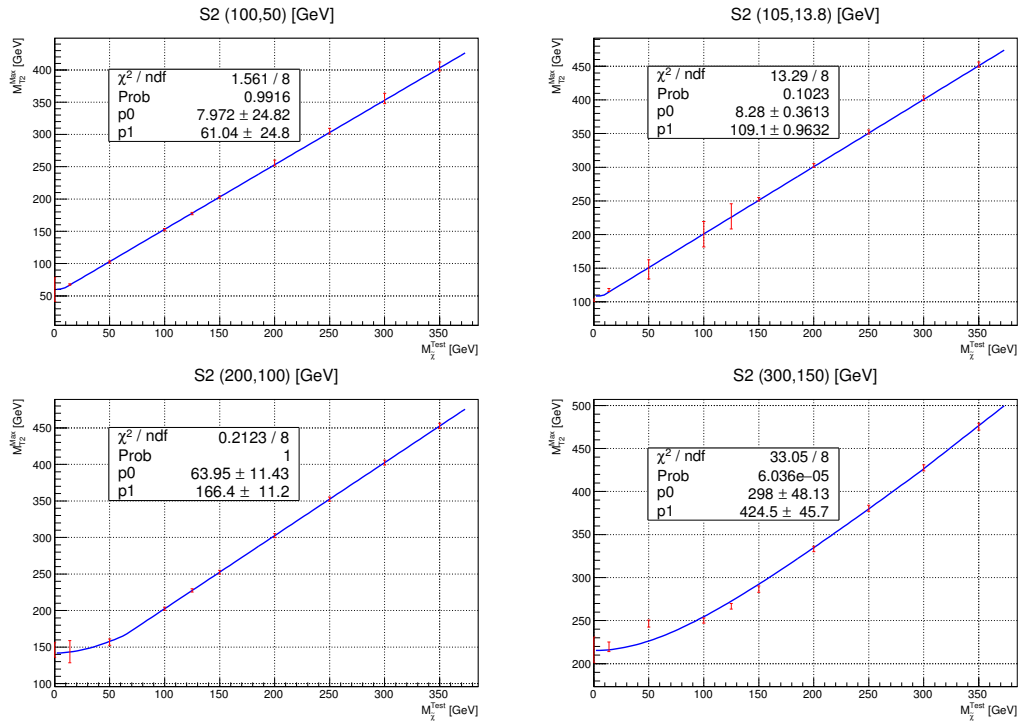 S2 (100,50) [GeV]
M_T2^Max [GeV]
χ² / ndf 1.561 / 8
Prob 0.9916
p0 7.972 ± 24.82
p1 61.04 ± 24.8
400
350
300
250
200
150
100
50
0 50 100 150 200 250 300 350
M_χ̃^Test [GeV]
S2 (105,13.8) [GeV]
M_T2^Max [GeV]
χ² / ndf 13.29 / 8
Prob 0.1023
p0 8.28 ± 0.3613
p1 109.1 ± 0.9632
450
400
350
300
250
200
150
100
0 50 100 150 200 250 300 350
M_χ̃^Test [GeV]
S2 (200,100) [GeV]
M_T2^Max [GeV]
χ² / ndf 0.2123 / 8
Prob 1
p0 63.95 ± 11.43
p1 166.4 ± 11.2
450
400
350
300
250
200
150
100
0 50 100 150 200 250 300 350
M_χ̃^Test [GeV]
S2 (300,150) [GeV]
M_T2^Max [GeV]
χ² / ndf 33.05 / 8
Prob 6.036e−05
p0 298 ± 48.13
p1 424.5 ± 45.7
500
450
400
350
300
250
200
0 50 100 150 200 250 300 350
M_χ̃^Test [GeV]